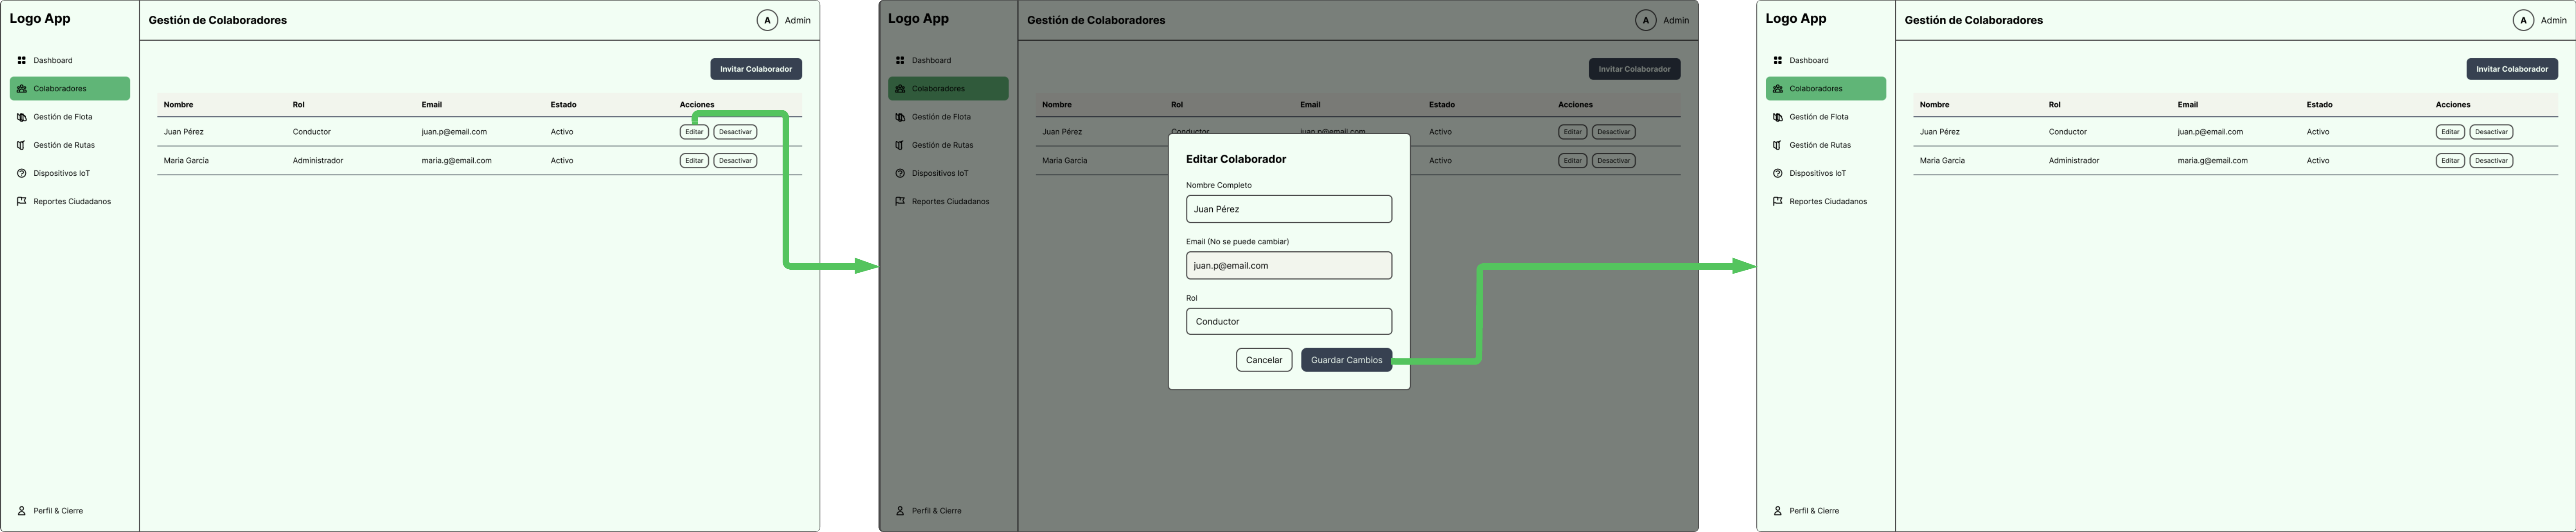 Logo App
Gestión de Colaboradores
A Admin
Dashboard
Colaboradores
Gestión de Flota
Gestión de Rutas
Dispositivos IoT
Reportes Ciudadanos
Perfil & Cierre
Invitar Colaborador
Nombre Rol Email Estado Acciones
Juan Pérez Conductor juan.p@email.com Activo Editar Desactivar
Maria Garcia Administrador maria.g@email.com Activo Editar Desactivar
Logo App
Gestión de Colaboradores
A Admin
Dashboard
Colaboradores
Gestión de Flota
Gestión de Rutas
Dispositivos IoT
Reportes Ciudadanos
Perfil & Cierre
Invitar Colaborador
Nombre Rol Email Estado Acciones
Juan Pérez Conductor juan.p@email.com Activo Editar Desactivar
Maria Garcia Activo Editar Desactivar
Editar Colaborador
Nombre Completo
Juan Pérez
Email (No se puede cambiar)
juan.p@email.com
Rol
Conductor
Cancelar Guardar Cambios
Logo App
Gestión de Colaboradores
A Admin
Dashboard
Colaboradores
Gestión de Flota
Gestión de Rutas
Dispositivos IoT
Reportes Ciudadanos
Perfil & Cierre
Invitar Colaborador
Nombre Rol Email Estado Acciones
Juan Pérez Conductor juan.p@email.com Activo Editar Desactivar
Maria Garcia Administrador maria.g@email.com Activo Editar Desactivar